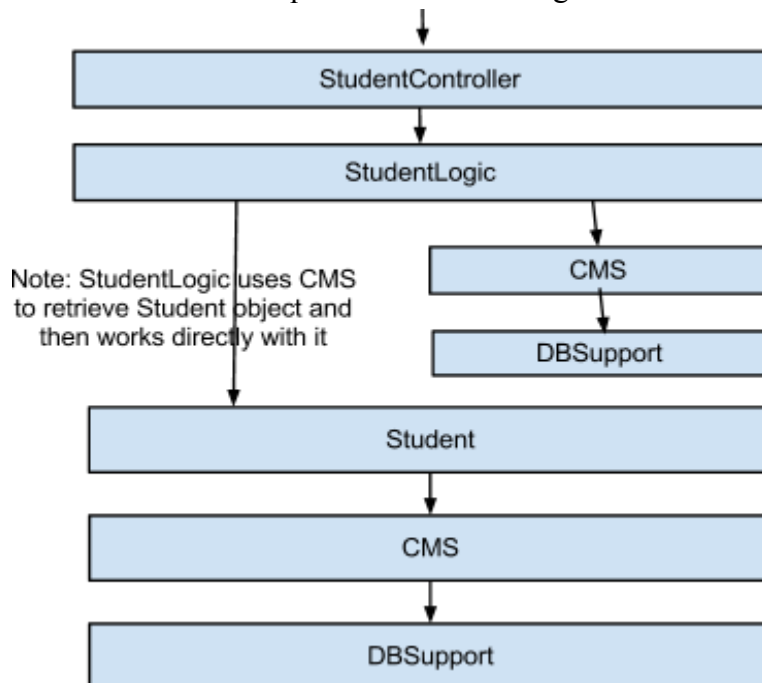 StudentController
StudentLogic
Note: StudentLogic uses CMS
to retrieve Student object and
then works directly with it
CMS
DBSupport
Student
CMS
DBSupport